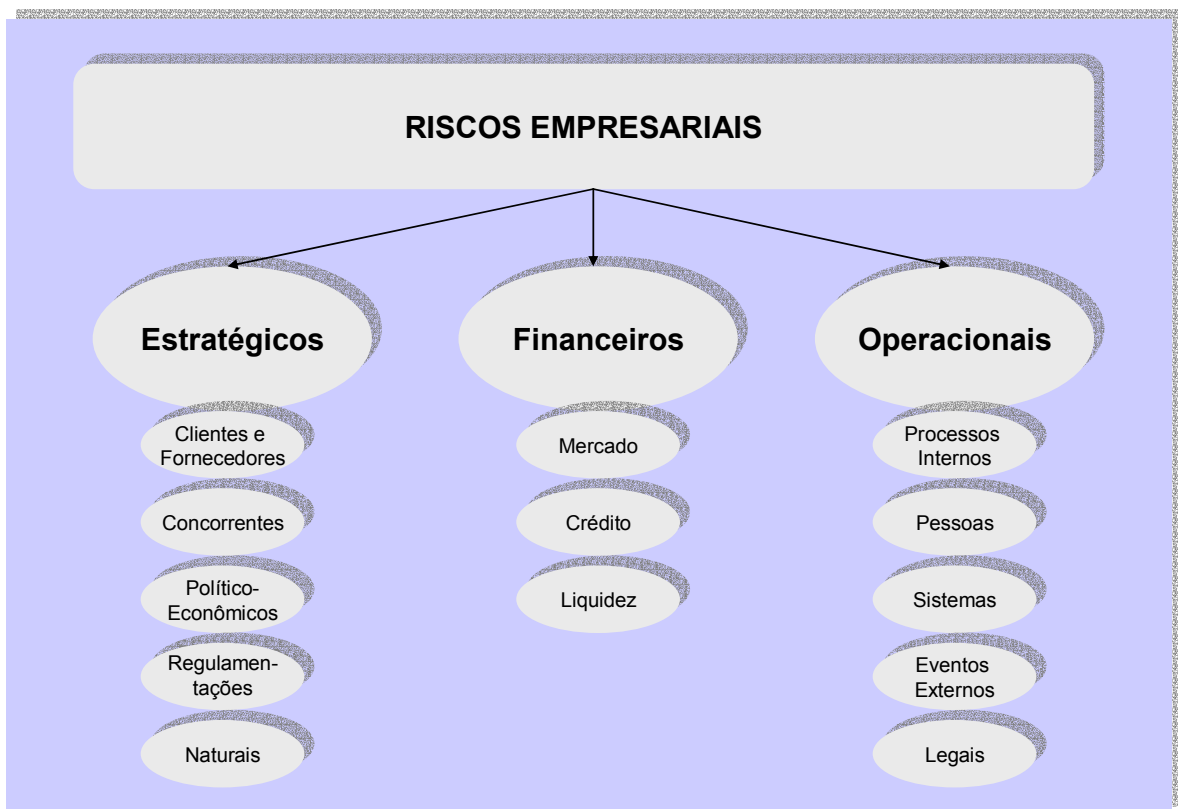 RISCOS EMPRESARIAIS
Estratégicos
Clientes e
Fornecedores
Concorrentes
Político-
Econômicos
Regulamen-
tações
Naturais
Financeiros
Mercado
Crédito
Liquidez
Operacionais
Processos
Internos
Pessoas
Sistemas
Eventos
Externos
Legais